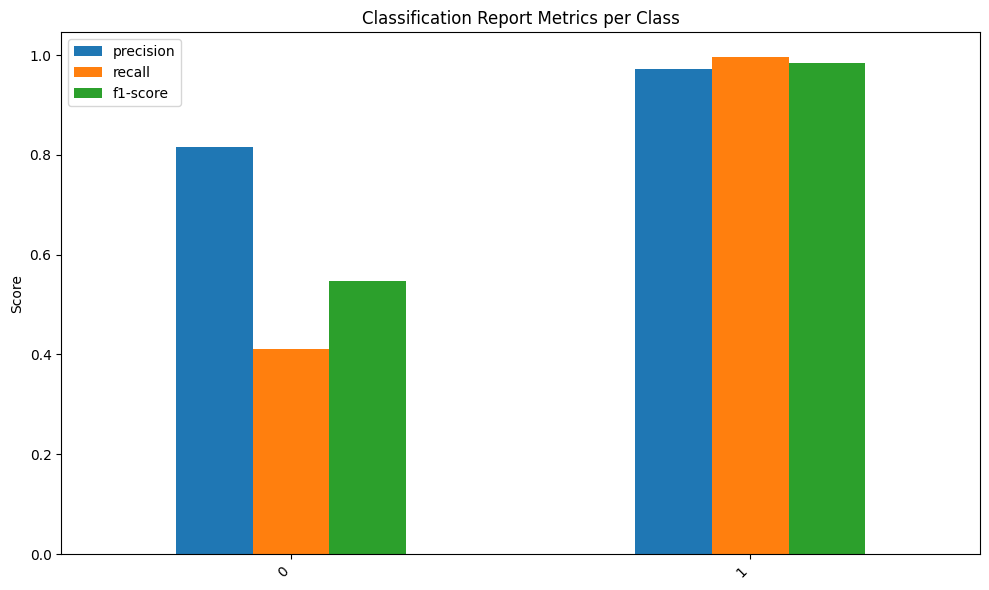 Classification Report Metrics per Class
precision
recall
f1-score
Score
1.0
0.8
0.6
0.4
0.2
0.0
0
1